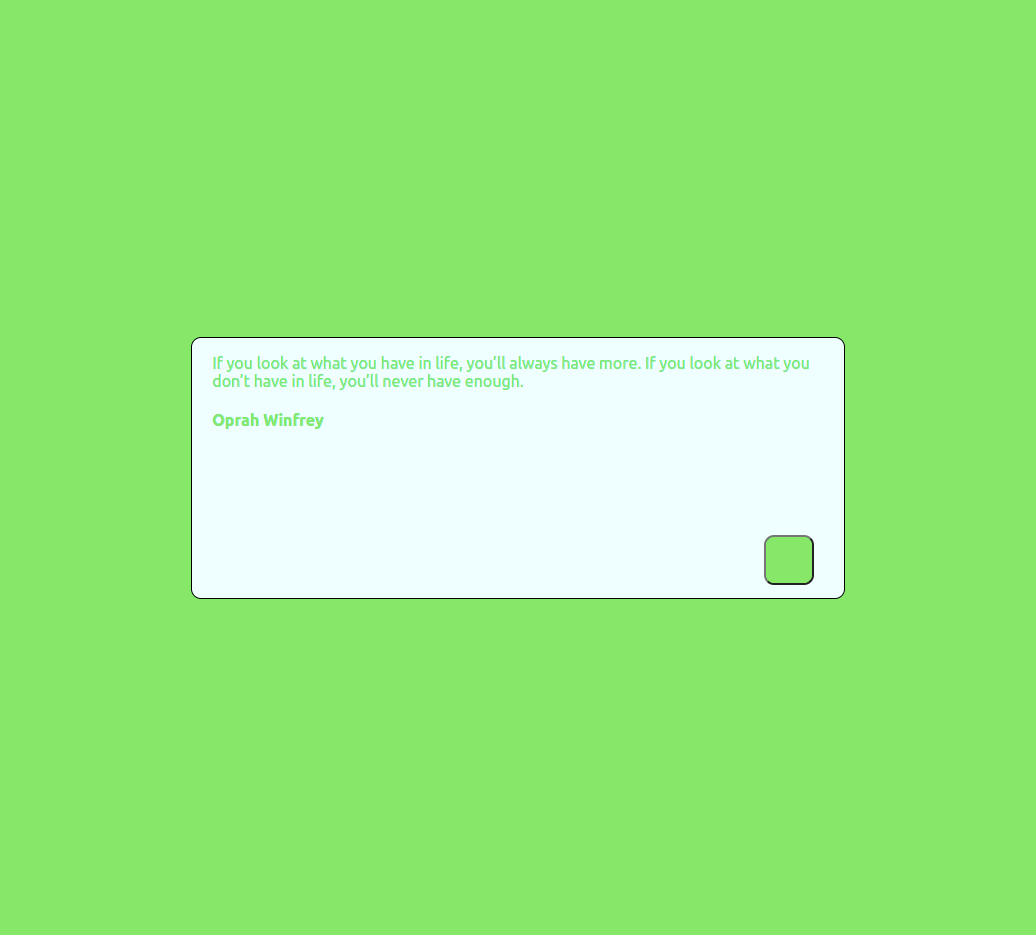 If you look at what you have in life, you’ll always have more. If you look at what you
don’t have in life, you’ll never have enough.
Oprah Winfrey